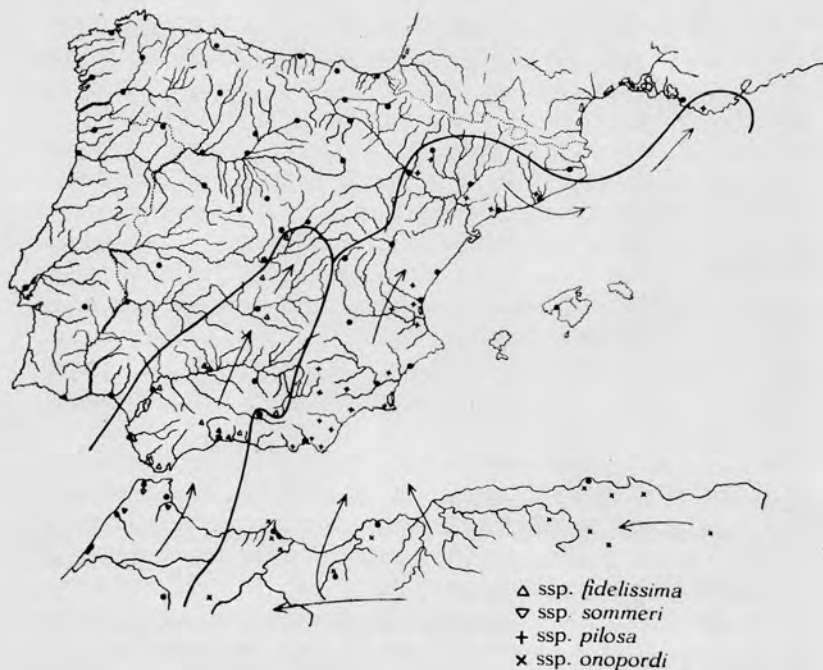 △ ssp. fidelissima
▽ ssp. sommeri
+ ssp. pilosa
× ssp. onopordi